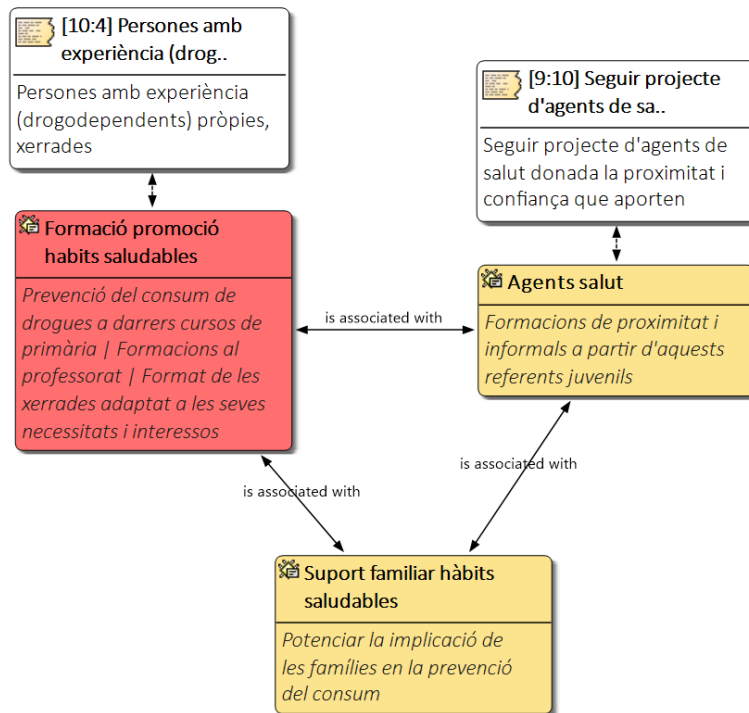 [10:4] Persones amb
experiència (drog..
Persones amb experiència
(drogodependents) pròpies,
xerrades
[9:10] Seguir projecte
d'agents de sa..
Seguir projecte d'agents de
salut donada la proximitat i
confiança que aporten
Formació promoció
habits saludables
Prevenció del consum de
drogues a darrers cursos de
primària | Formacions al
professorat | Format de les
xerrades adaptat a les seves
necessitats i interessos
is associated with
Agents salut
Formacions de proximitat i
informals a partir d'aquests
referents juvenils
is associated with
is associated with
Suport familiar hàbits
saludables
Potenciar la implicació de
les famílies en la prevenció
del consum